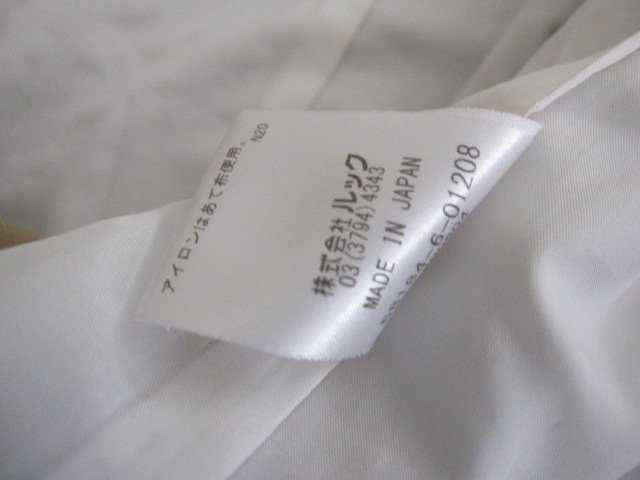 アイロンはあて布使用。
N20
株式会社ルック
03(3794)4343
MADE IN JAPAN
6-01208